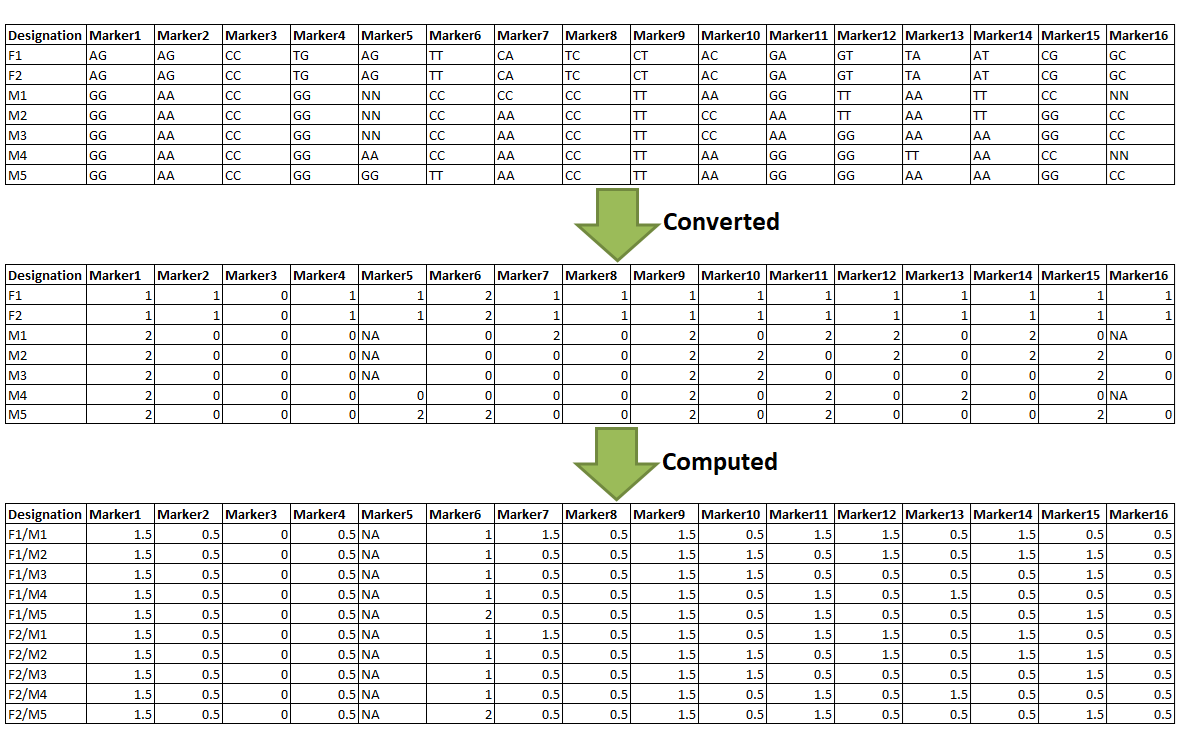 Designation Marker1 Marker2 Marker3 Marker4 Marker5 Marker6 Marker7 Marker8 Marker9 Marker10 Marker11 Marker12 Marker13 Marker14 Marker15 Marker16
F1 AG AG CC TG AG TT CA TC CT AC GA GT TA AT CG GC
F2 AG AG CC TG AG TT CA TC CT AC GA GT TA AT CG GC
M1 GG AA CC GG NN CC CC CC TT AA GG TT AA TT CC NN
M2 GG AA CC GG NN CC AA CC TT CC AA TT AA TT GG CC
M3 GG AA CC GG NN CC AA CC TT CC AA GG AA AA GG CC
M4 GG AA CC GG AA CC AA CC TT AA GG GG TT AA CC NN
M5 GG AA CC GG GG TT AA CC TT AA GG GG AA AA GG CC
Converted
Designation Marker1 Marker2 Marker3 Marker4 Marker5 Marker6 Marker7 Marker8 Marker9 Marker10 Marker11 Marker12 Marker13 Marker14 Marker15 Marker16
F1 1 1 0 1 1 2 1 1 1 1 1 1 1 1 1 1
F2 1 1 0 1 1 2 1 1 1 1 1 1 1 1 1 1
M1 2 0 0 0 NA 0 2 0 2 0 2 2 0 2 0 NA
M2 2 0 0 0 NA 0 0 0 2 2 0 2 0 2 2 0
M3 2 0 0 0 NA 0 0 0 2 2 0 0 0 0 2 0
M4 2 0 0 0 0 0 0 0 2 0 2 0 2 0 0 NA
M5 2 0 0 0 2 2 0 0 2 0 2 0 0 0 2 0
Computed
Designation Marker1 Marker2 Marker3 Marker4 Marker5 Marker6 Marker7 Marker8 Marker9 Marker10 Marker11 Marker12 Marker13 Marker14 Marker15 Marker16
F1/M1 1.5 0.5 0 0.5 NA 1 1.5 0.5 1.5 0.5 1.5 1.5 0.5 1.5 0.5 0.5
F1/M2 1.5 0.5 0 0.5 NA 1 0.5 0.5 1.5 1.5 0.5 1.5 0.5 1.5 1.5 0.5
F1/M3 1.5 0.5 0 0.5 NA 1 0.5 0.5 1.5 1.5 0.5 0.5 0.5 0.5 1.5 0.5
F1/M4 1.5 0.5 0 0.5 NA 1 0.5 0.5 1.5 0.5 1.5 0.5 1.5 0.5 0.5 0.5
F1/M5 1.5 0.5 0 0.5 NA 2 0.5 0.5 1.5 0.5 1.5 0.5 0.5 0.5 1.5 0.5
F2/M1 1.5 0.5 0 0.5 NA 1 1.5 0.5 1.5 0.5 1.5 1.5 0.5 1.5 0.5 0.5
F2/M2 1.5 0.5 0 0.5 NA 1 0.5 0.5 1.5 1.5 0.5 1.5 0.5 1.5 1.5 0.5
F2/M3 1.5 0.5 0 0.5 NA 1 0.5 0.5 1.5 1.5 0.5 0.5 0.5 0.5 1.5 0.5
F2/M4 1.5 0.5 0 0.5 NA 1 0.5 0.5 1.5 0.5 1.5 0.5 1.5 0.5 0.5 0.5
F2/M5 1.5 0.5 0 0.5 NA 2 0.5 0.5 1.5 0.5 1.5 0.5 0.5 0.5 1.5 0.5